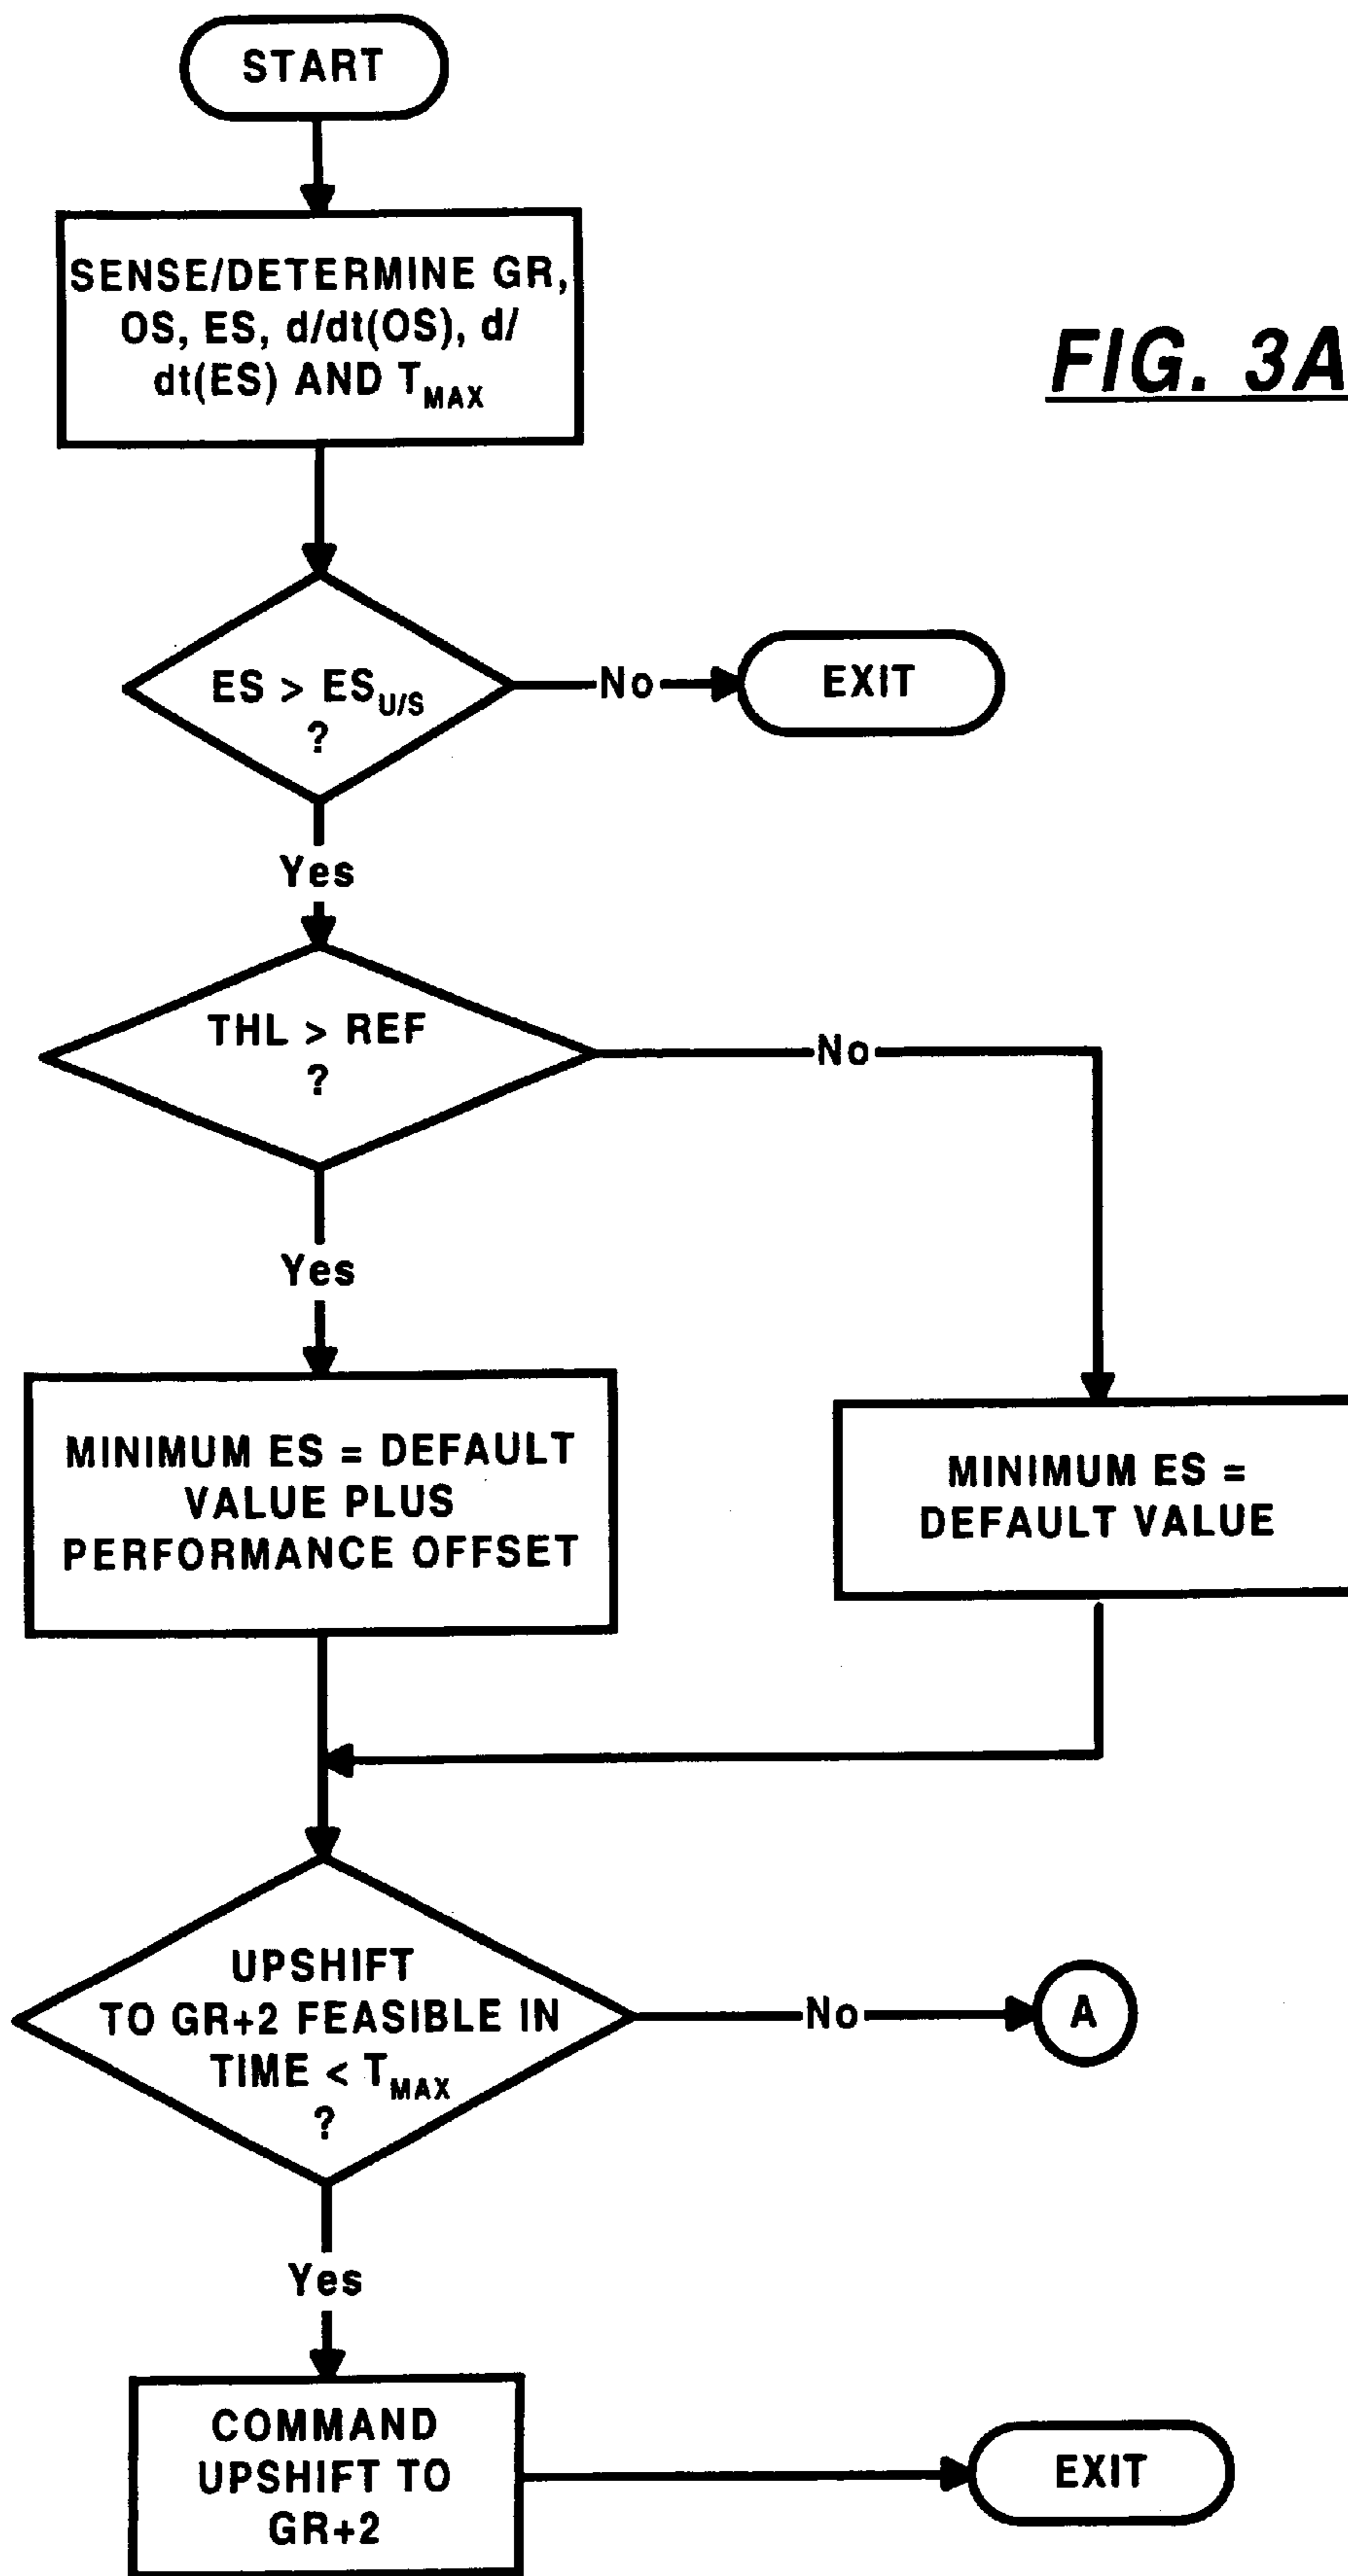 START
SENSE/DETERMINE GR,
OS, ES, d/dt(OS), d/
dt(ES) AND TMAX
FIG. 3A
ES > ESU/S
?
No
EXIT
Yes
THL > REF
?
No
Yes
MINIMUM ES = DEFAULT
VALUE PLUS
PERFORMANCE OFFSET
MINIMUM ES =
DEFAULT VALUE
UPSHIFT
TO GR+2 FEASIBLE IN
TIME < TMAX
?
No
A
Yes
COMMAND
UPSHIFT TO
GR+2
EXIT